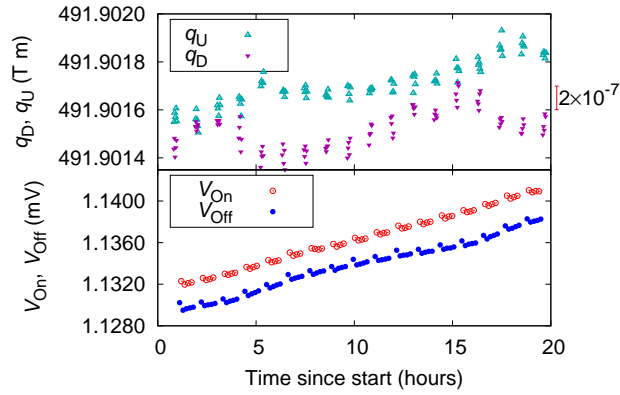 491.9020
491.9018
491.9016
491.9014
q_D, q_U (T m)
q_U
q_D
2×10^-7
1.1400
1.1360
1.1320
1.1280
V_On, V_Off (mV)
V_On
V_Off
0 5 10 15 20
Time since start (hours)